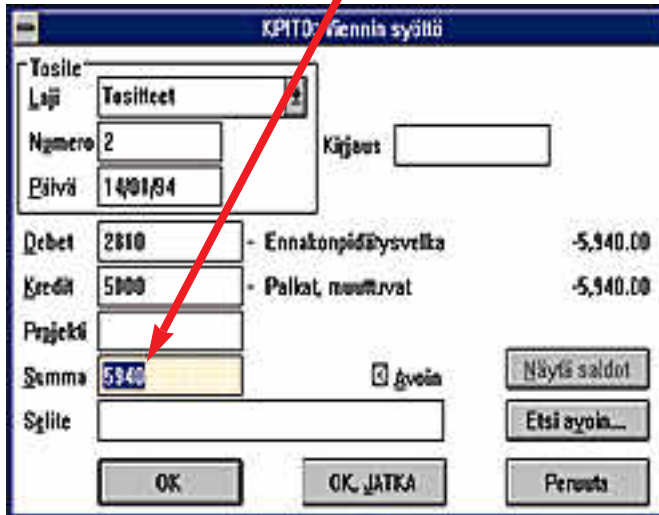 KPITO: Viennin syöttö
Tosite
Laji Tositteet
Numero 2 Kirjaus
Päivä 14/01/94
Debet 2810 - Ennakonpidätysvelka -5,940.00
Kredit 5000 - Palkat, muuttuvat -5,940.00
Projekti
Summa 5940 Avoin Näytä saldot
Selite Etsi avoin...
OK OK, JATKA Peruuta